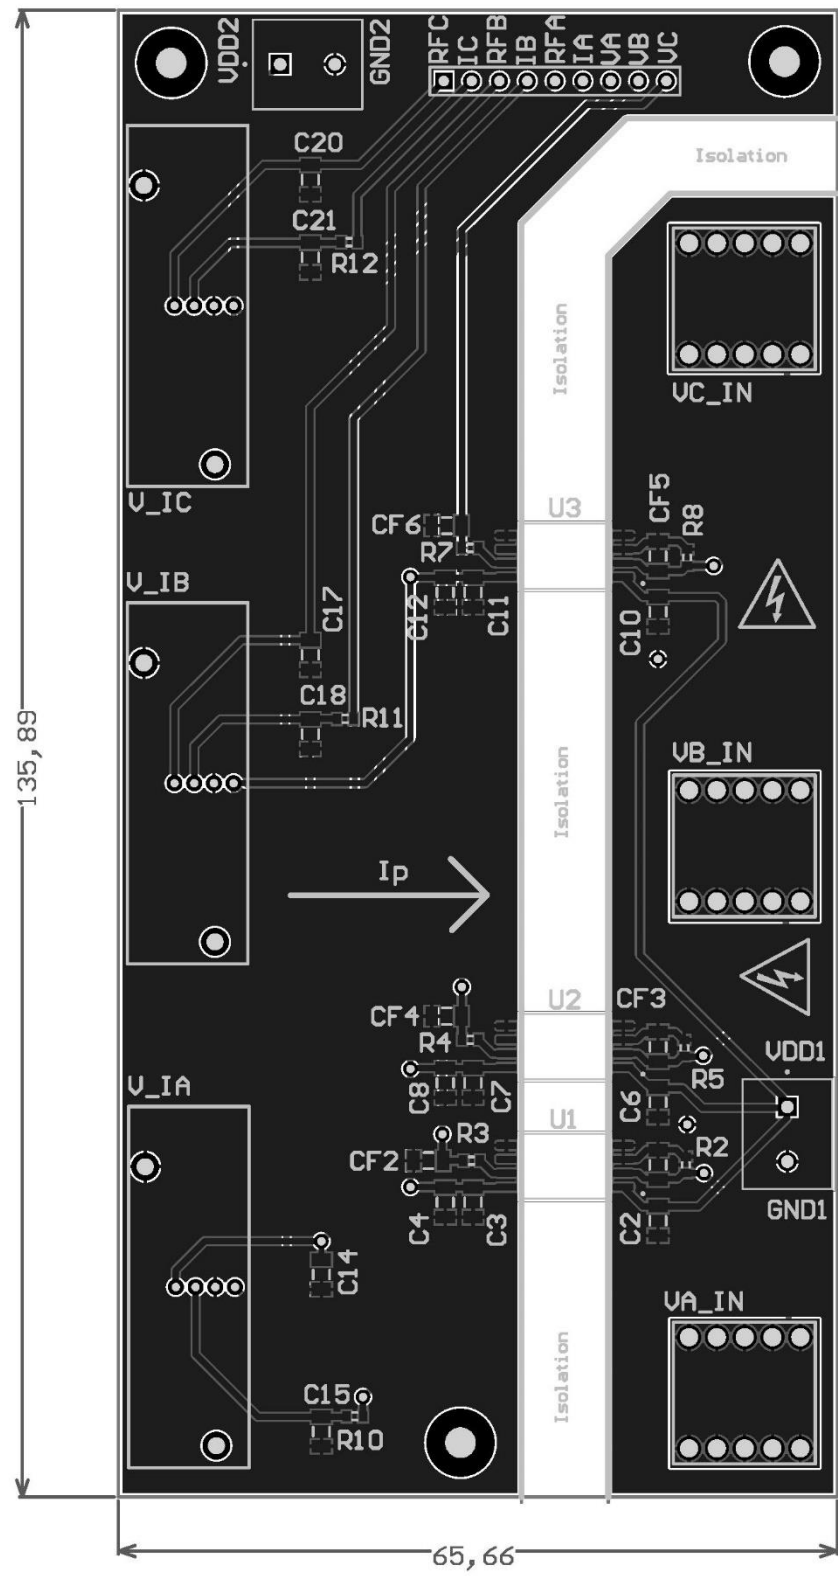 VDD2
GND2
RFC
IC
RFB
IB
RFA
IA
VA
VB
VC
C20
Isolation
C21
R12
Isolation
VC_IN
V_IC
CF6
U3
CF5
R8
R7
V_IB
C17
C12
C11
C10
C18
R11
135,89
VB_IN
Isolation
Ip
U2
CF3
CF4
R4
VDD1
R5
V_IA
C8
C7
C6
U1
R3
R2
CF2
C4
C3
C2
GND1
C14
VA_IN
Isolation
C15
R10
65,66